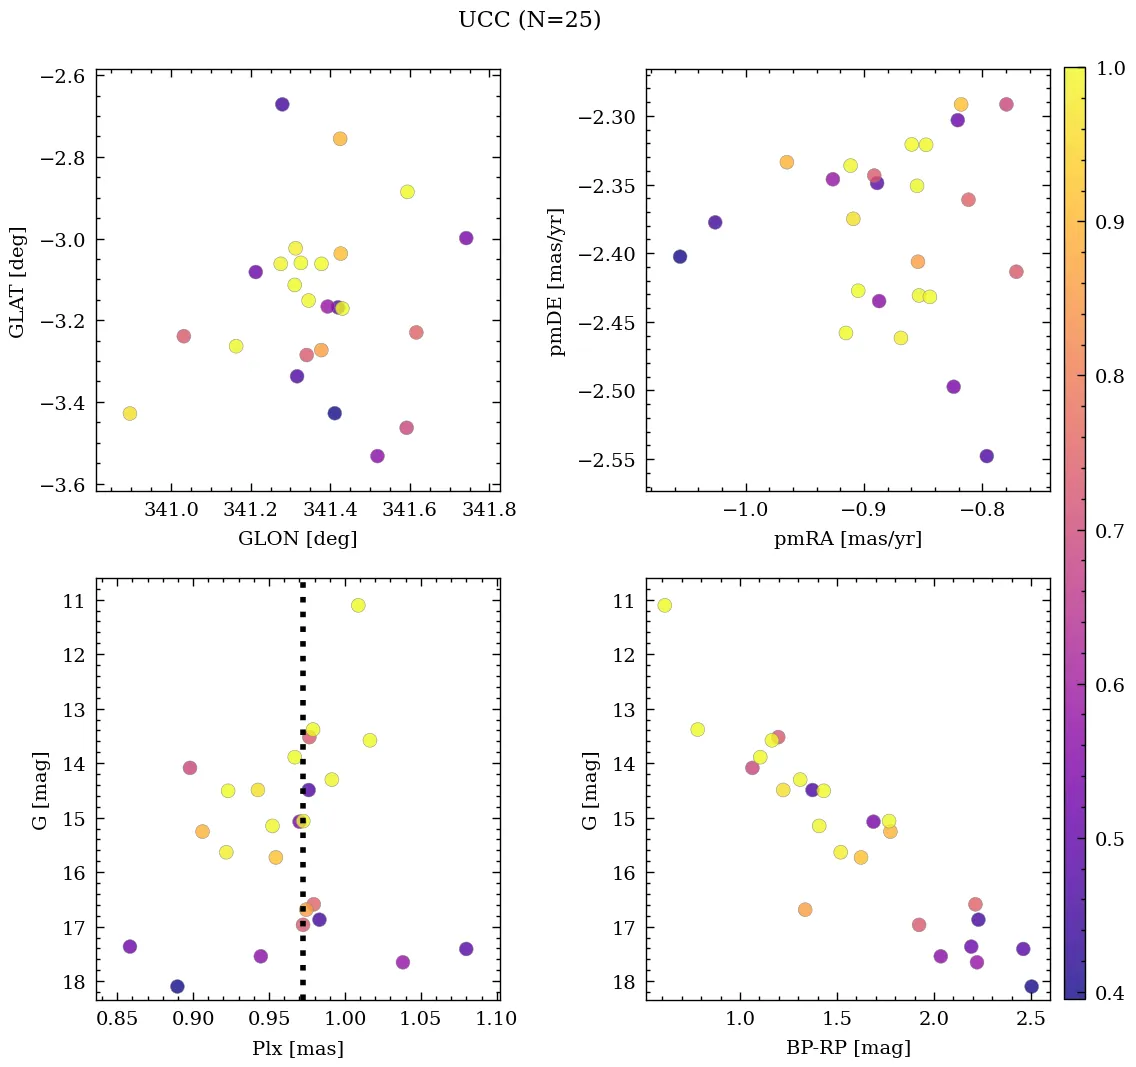 UCC (N=25)
−2.6
−2.8
−3.0
−3.2
−3.4
−3.6
GLAT [deg]
341.0 341.2 341.4 341.6 341.8
GLON [deg]
−2.30
−2.35
−2.40
−2.45
−2.50
−2.55
pmDE [mas/yr]
−1.0 −0.9 −0.8
pmRA [mas/yr]
1.0
0.9
0.8
0.7
0.6
0.5
0.4
11
12
13
14
15
16
17
18
G [mag]
0.85 0.90 0.95 1.00 1.05 1.10
Plx [mas]
11
12
13
14
15
16
17
18
G [mag]
1.0 1.5 2.0 2.5
BP-RP [mag]